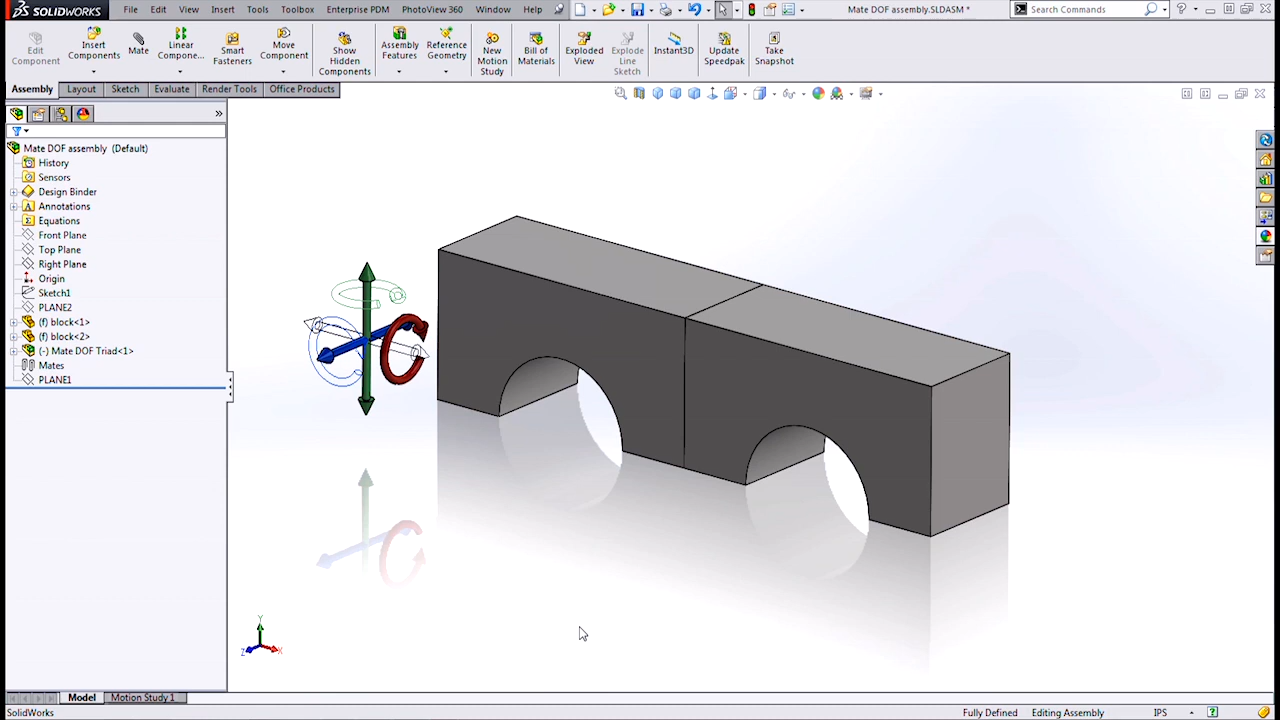 SOLIDWORKS
File Edit View Insert Tools Toolbox Enterprise PDM PhotoView 360 Window Help
Mate DOF assembly.SLDASM *
Search Commands
Edit Component
Insert Components
Mate
Linear Compone...
Smart Fasteners
Move Component
Show Hidden Components
Assembly Features
Reference Geometry
New Motion Study
Bill of Materials
Exploded View
Explode Line Sketch
Instant3D
Update Speedpak
Take Snapshot
Assembly Layout Sketch Evaluate Render Tools Office Products
Mate DOF assembly (Default)
History
Sensors
Design Binder
Annotations
Equations
Front Plane
Top Plane
Right Plane
Origin
Sketch1
PLANE2
(f) block<1>
(f) block<2>
(-) Mate DOF Triad<1>
Mates
PLANE1
Y
Z X
Model Motion Study 1
SolidWorks
Fully Defined Editing Assembly IPS